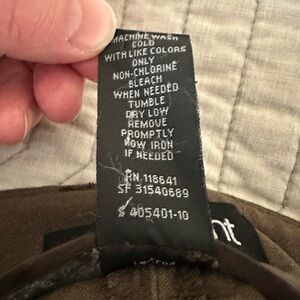 MACHINE WASH
COLD
WITH LIKE COLORS
ONLY
NON-CHLORINE
BLEACH
WHEN NEEDED
TUMBLE
DRY LOW
REMOVE
PROMPTLY
LOW IRON
IF NEEDED
RN 118641
SF 31540689
S 405401-10
nt